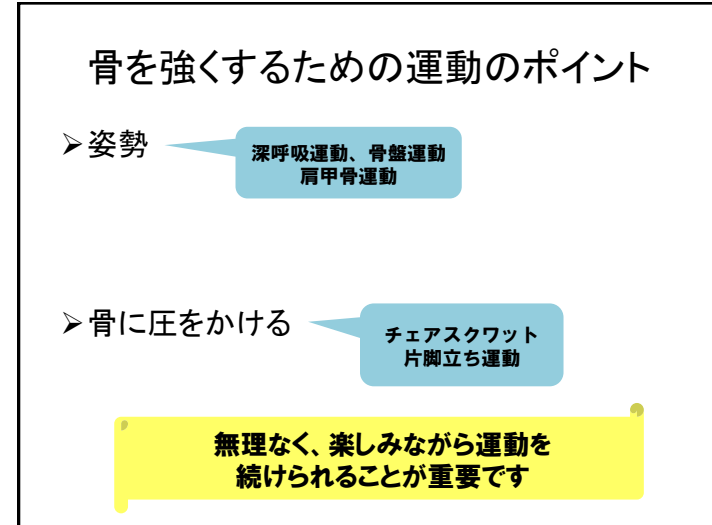 骨を強くするための運動のポイント
➢姿勢
深呼吸運動、骨盤運動
肩甲骨運動
➢骨に圧をかける
チェアスクワット
片脚立ち運動
無理なく、楽しみながら運動を
続けられることが重要です